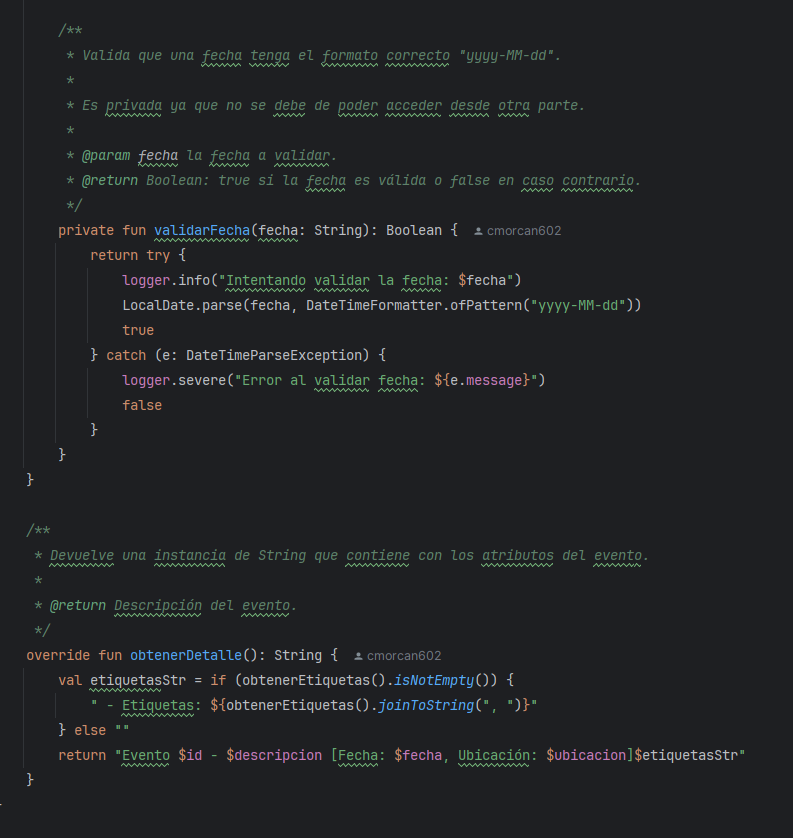 /**
 * Valida que una fecha tenga el formato correcto "yyyy-MM-dd".
 *
 * Es privada ya que no se debe de poder acceder desde otra parte.
 *
 * @param fecha la fecha a validar.
 * @return Boolean: true si la fecha es válida o false en caso contrario.
 */
private fun validarFecha(fecha: String): Boolean {  cmorcan602
    return try {
        logger.info("Intentando validar la fecha: $fecha")
        LocalDate.parse(fecha, DateTimeFormatter.ofPattern("yyyy-MM-dd"))
        true
    } catch (e: DateTimeParseException) {
        logger.severe("Error al validar fecha: ${e.message}")
        false
    }
}
}
/**
 * Devuelve una instancia de String que contiene con los atributos del evento.
 *
 * @return Descripción del evento.
 */
override fun obtenerDetalle(): String {  cmorcan602
    val etiquetasStr = if (obtenerEtiquetas().isNotEmpty()) {
        " - Etiquetas: ${obtenerEtiquetas().joinToString(", ")}"
    } else ""
    return "Evento $id - $descripcion [Fecha: $fecha, Ubicación: $ubicacion]$etiquetasStr"
}